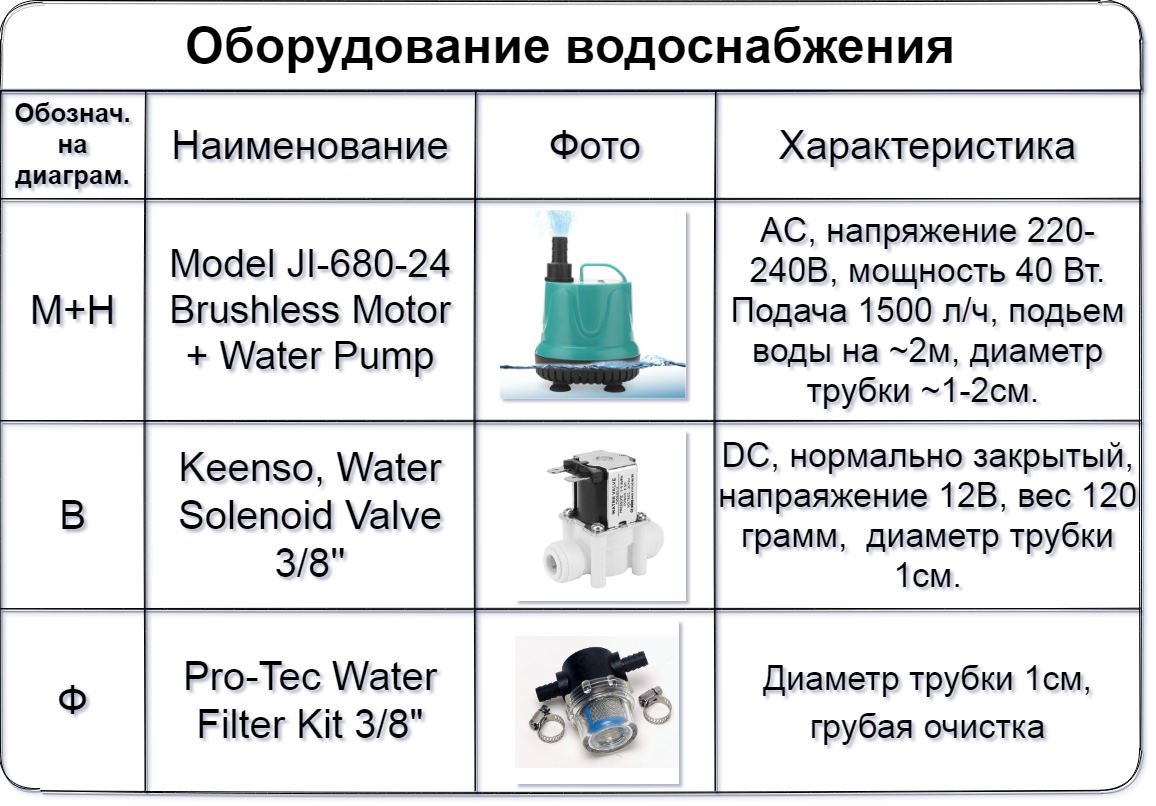 Оборудование водоснабжения
Обознач.
на
диаграм.
Наименование
Фото
Характеристика
М+Н
Model JI-680-24
Brushless Motor
+ Water Pump
АС, напряжение 220-
240В, мощность 40 Вт.
Подача 1500 л/ч, подьем
воды на ~2м, диаметр
трубки ~1-2см.
В
Keenso, Water
Solenoid Valve
3/8"
WATER VALVE
DC, нормально закрытый,
напраяжение 12В, вес 120
грамм, диаметр трубки
1см.
Ф
Pro-Tec Water
Filter Kit 3/8"
Диаметр трубки 1см,
грубая очистка